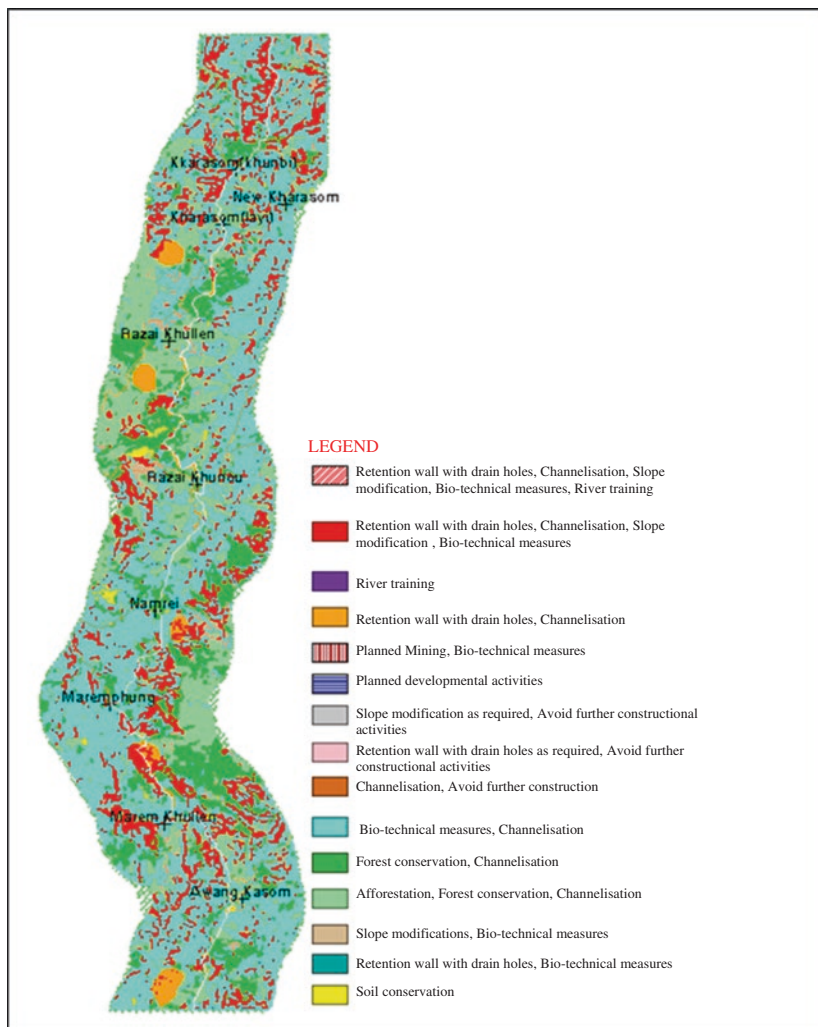 Kkarasom(khunbi)
New Kharasom
Kharasom(layi)
Razai Khullen
LEGEND
Retention wall with drain holes, Channelisation, Slope
modification, Bio-technical measures, River training
Razai Khunou
Retention wall with drain holes, Channelisation, Slope
modification , Bio-technical measures
River training
Namrei
Retention wall with drain holes, Channelisation
Planned Mining, Bio-technical measures
Planned developmental activities
Maremphung
Slope modification as required, Avoid further constructional
activities
Retention wall with drain holes as required, Avoid further
constructional activities
Channelisation, Avoid further construction
Marem Khullen
Bio-technical measures, Channelisation
Forest conservation, Channelisation
Awang Kasom
Afforestation, Forest conservation, Channelisation
Slope modifications, Bio-technical measures
Retention wall with drain holes, Bio-technical measures
Soil conservation